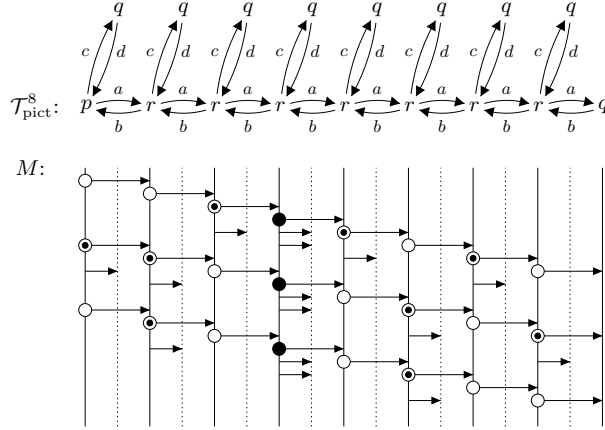 q q q q q q q q
c d c d c d c d c d c d c d c d
a a a a a a a a
𝒯⁸pict: p r r r r r r r q
b b b b b b b b
M: